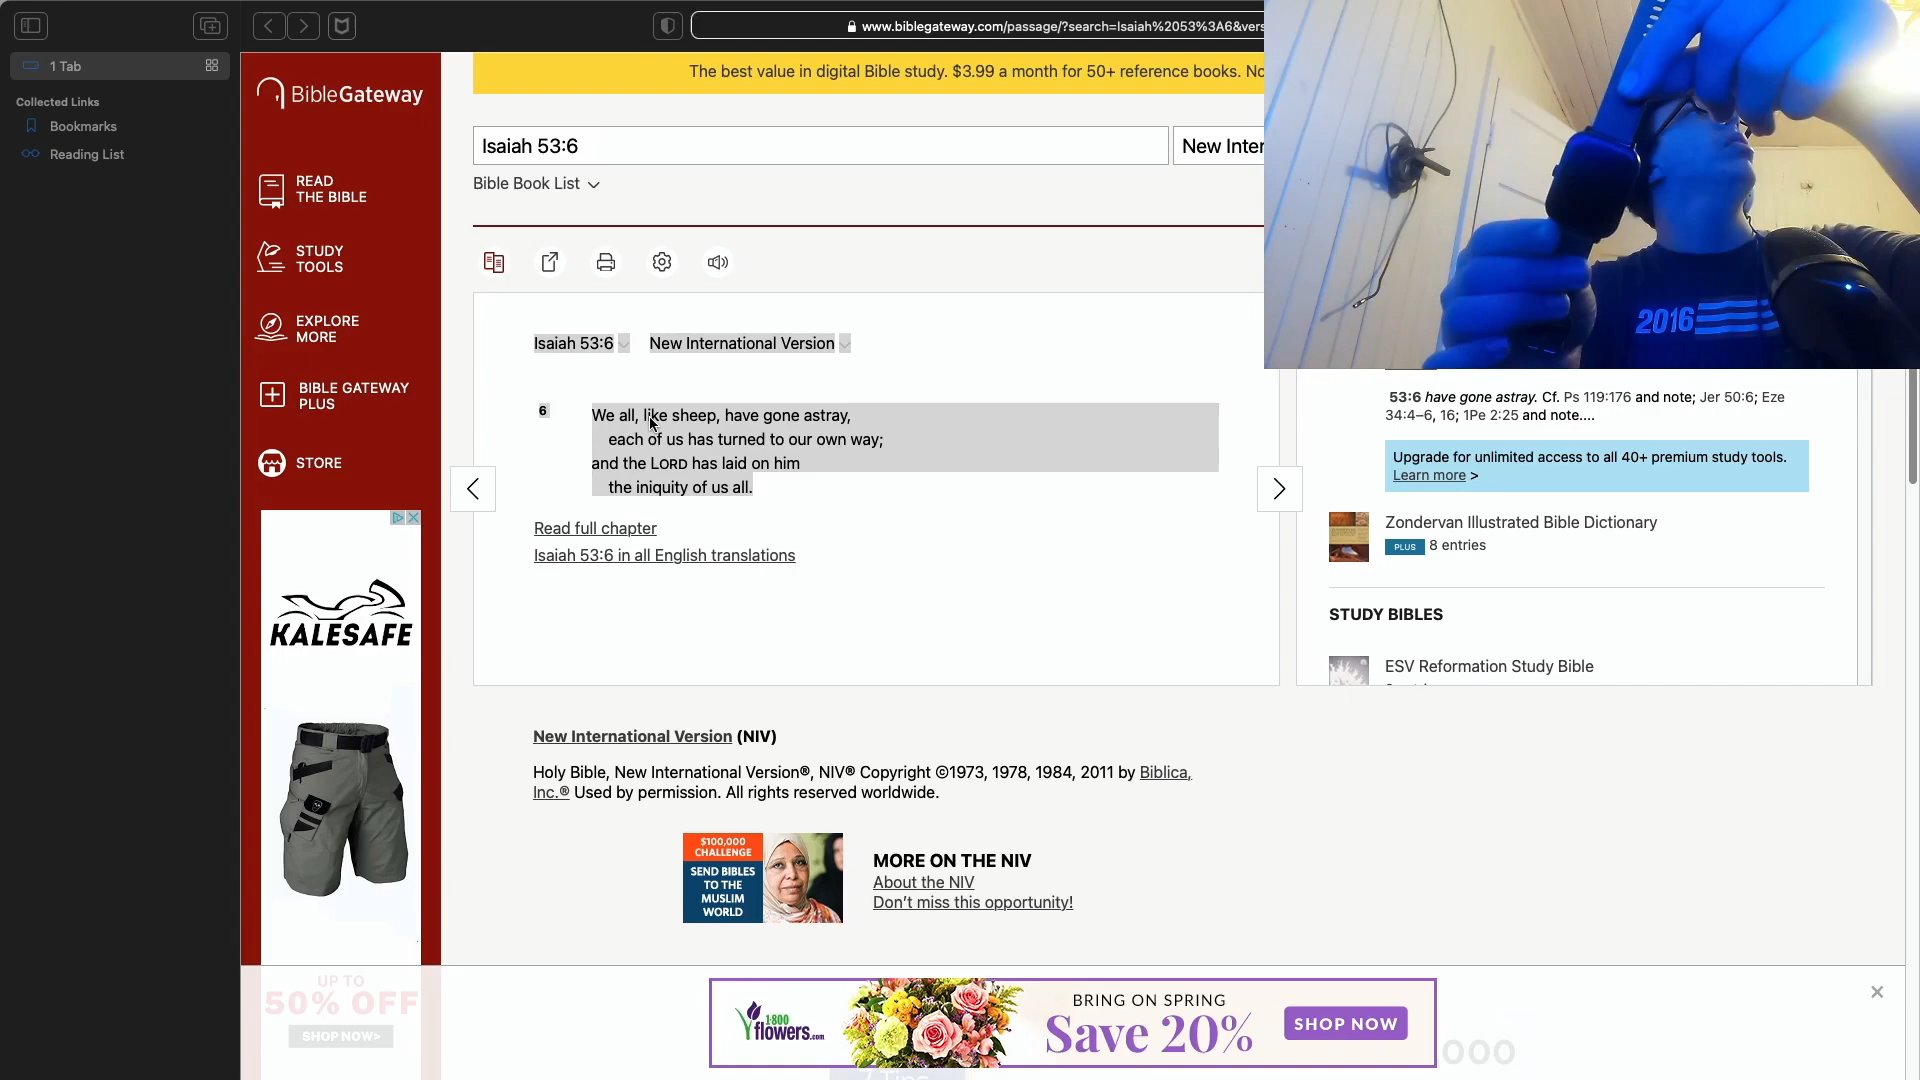 www.biblegateway.com/passage/?search=Isaiah%2053%3A6&vers
1 Tab
Collected Links
Bookmarks
Reading List
BibleGateway
READ
THE BIBLE
STUDY
TOOLS
EXPLORE
MORE
BIBLE GATEWAY
PLUS
STORE
KALESAFE
UP TO
50% OFF
SHOP NOW>
The best value in digital Bible study. $3.99 a month for 50+ reference books. No
Isaiah 53:6
New Inter
Bible Book List
Isaiah 53:6 New International Version
6 We all, like sheep, have gone astray,
each of us has turned to our own way;
and the LORD has laid on him
the iniquity of us all.
Read full chapter
Isaiah 53:6 in all English translations
2016
53:6 have gone astray. Cf. Ps 119:176 and note; Jer 50:6; Eze
34:4–6, 16; 1Pe 2:25 and note....
Upgrade for unlimited access to all 40+ premium study tools.
Learn more >
Zondervan Illustrated Bible Dictionary
PLUS 8 entries
STUDY BIBLES
ESV Reformation Study Bible
New International Version (NIV)
Holy Bible, New International Version®, NIV® Copyright ©1973, 1978, 1984, 2011 by Biblica,
Inc.® Used by permission. All rights reserved worldwide.
$100,000
CHALLENGE
SEND BIBLES
TO THE
MUSLIM
WORLD
MORE ON THE NIV
About the NIV
Don't miss this opportunity!
1·800
flowers.com
BRING ON SPRING
Save 20%
SHOP NOW